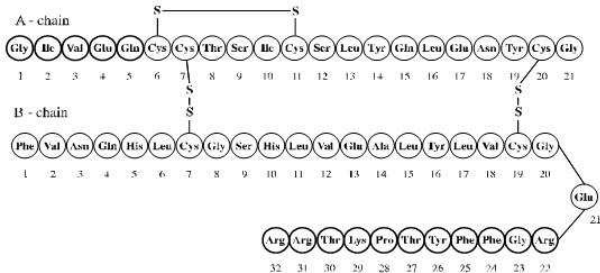 S S
A - chain
Gly Ile Val Glu Gln Cys Cys Thr Ser Ile Cys Ser Leu Tyr Gln Leu Glu Asn Tyr Cys Gly
1 2 3 4 5 6 7 8 9 10 11 12 13 14 15 16 17 18 19 20 21
S S
S S
B - chain
Phe Val Asn Gln His Leu Cys Gly Ser His Leu Val Glu Ala Leu Tyr Leu Val Cys Gly
1 2 3 4 5 6 7 8 9 10 11 12 13 14 15 16 17 18 19 20
Glu
21
Arg Arg Thr Lys Pro Thr Tyr Phe Phe Gly Arg
32 31 30 29 28 27 26 25 24 23 22